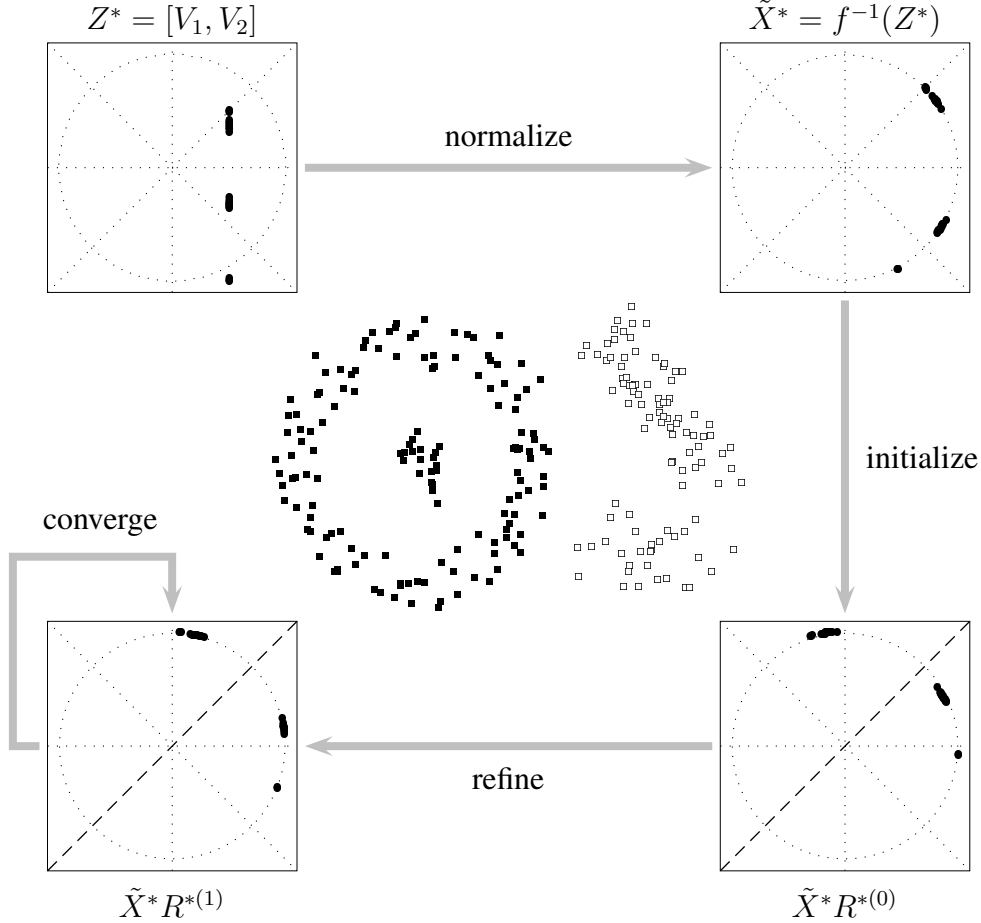 Z* = [V₁, V₂]
X̃* = f⁻¹(Z*)
normalize
initialize
converge
refine
X̃*R*⁽¹⁾
X̃*R*⁽⁰⁾